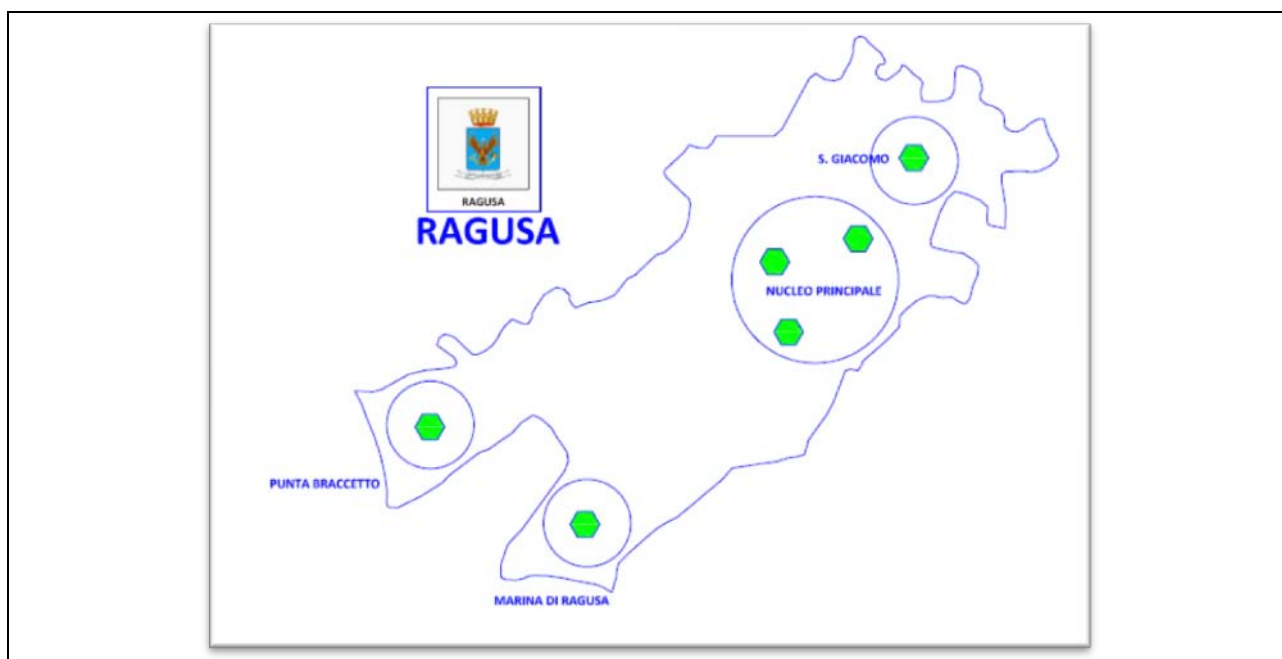 RAGUSA
RAGUSA
S. GIACOMO
NUCLEO PRINCIPALE
PUNTA BRACCETTO
MARINA DI RAGUSA